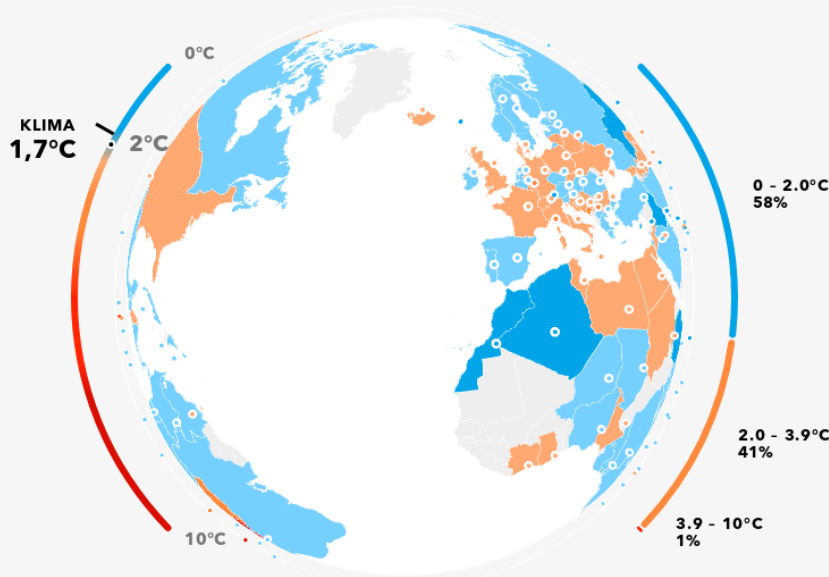 0°C
KLIMA
1,7°C
2°C
0 – 2.0°C
58%
2.0 – 3.9°C
41%
3.9 – 10°C
1%
10°C